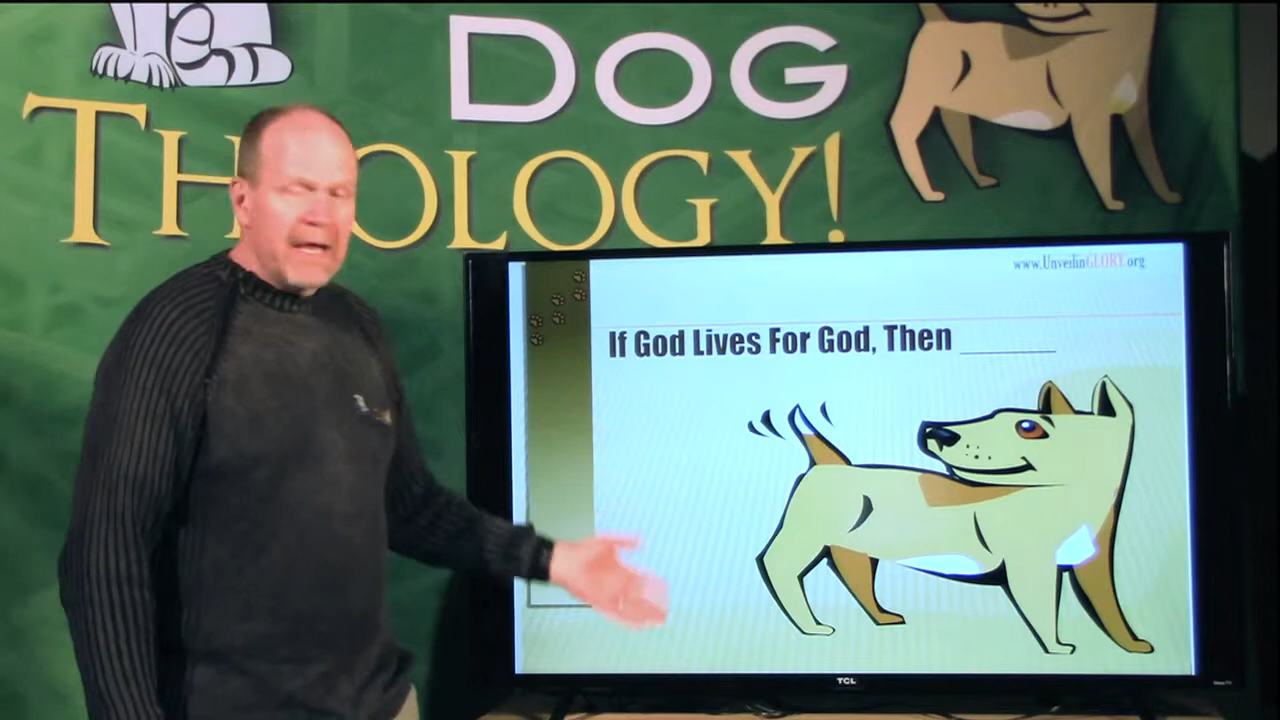 DOG
THEOLOGY!
www.UnveilinGLORY.org
If God Lives For God, Then ______
TCL